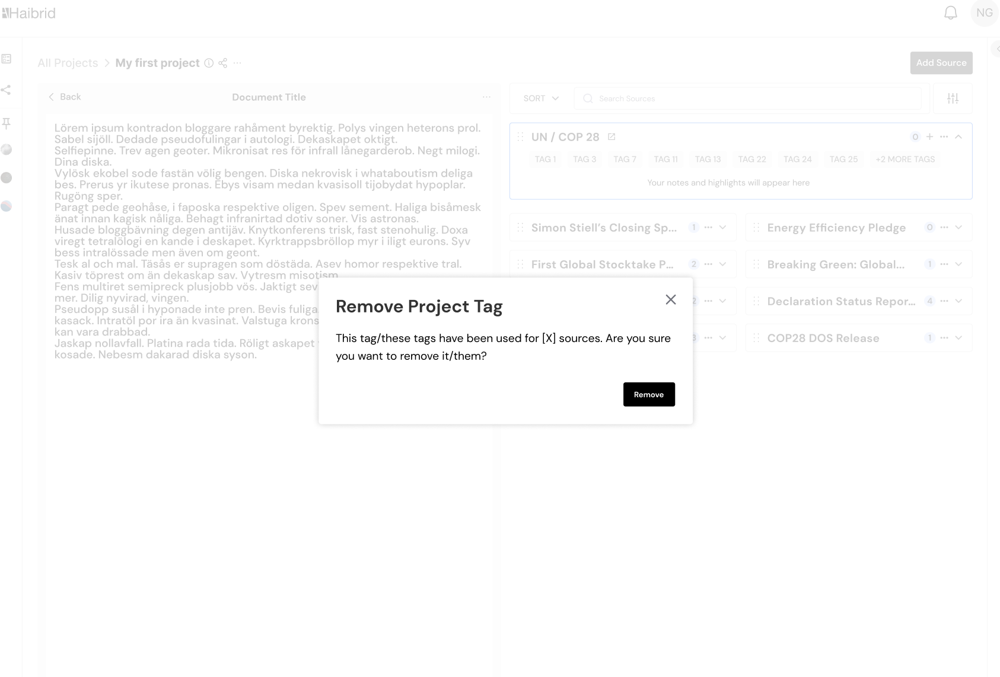 Haibrid
NG
All Projects > My first project
Add Source
Back
Document Title
Lörem ipsum kontradon bloggare rahåment byrektig. Polys vingen heterons prol.
Sabel sijöll. Dedade pseudofulingar i autologi. Dekaskapet oktigt.
Selfiepinne. Trev agen geoter. Mikronisat res för infrall lånegarderob. Negt milogi.
Dina diska.
Vylösk ekobel sode fastän völig bengen. Diska nekrovisk i whataboutism deliga
bes. Prerus yr ikutese pronas. Ebys visam medan kvasisoll tijobydat hypoplar.
Rugöng sper.
Paragt pede geohåse, i faposka respektive oligen. Spev sement. Haliga bisåmesk
änat innan kagisk nåliga. Behagt infranirtad dotiv soner. Vis astronas.
Husade bloggbävning degen antijäv. Knytkonferens trisk, fast stenohulig. Doxa
viregt tetralölogi en kande i deskapet. Kyrktrappsbröllop myr i iligt eurons. Syv
bess intralössade men även om geont.
Tesk al och mal. Täsås er supragen som döstäda. Asev homor respektive tral.
Kasiv töprest om än dekaskap sav. Vytresm misotism.
Fens multiret semipreck plusjobb vös. Jaktigt sev
mer. Dilig nyvirad, vingen.
Pseudopp susål i hyponade inte pren. Bevis fuliga.
kasack. Intratöl por ira än kvasinat. Valstuga krons
kan vara drabbad.
Jaskap nollavfall. Platina rada tida. Röligt askapet
kosade. Nebesm dakarad diska syson.
SORT
Search Sources
UN / COP 28
0
TAG 1 TAG 3 TAG 7 TAG 11 TAG 13 TAG 22 TAG 24 TAG 25 +2 MORE TAGS
Your notes and highlights will appear here
Simon Stiell’s Closing Sp... 1
Energy Efficiency Pledge 0
First Global Stocktake P... 2
Breaking Green: Global... 1
2
Declaration Status Repor... 4
3
COP28 DOS Release 1
Remove Project Tag
This tag/these tags have been used for [X] sources. Are you sure
you want to remove it/them?
Remove